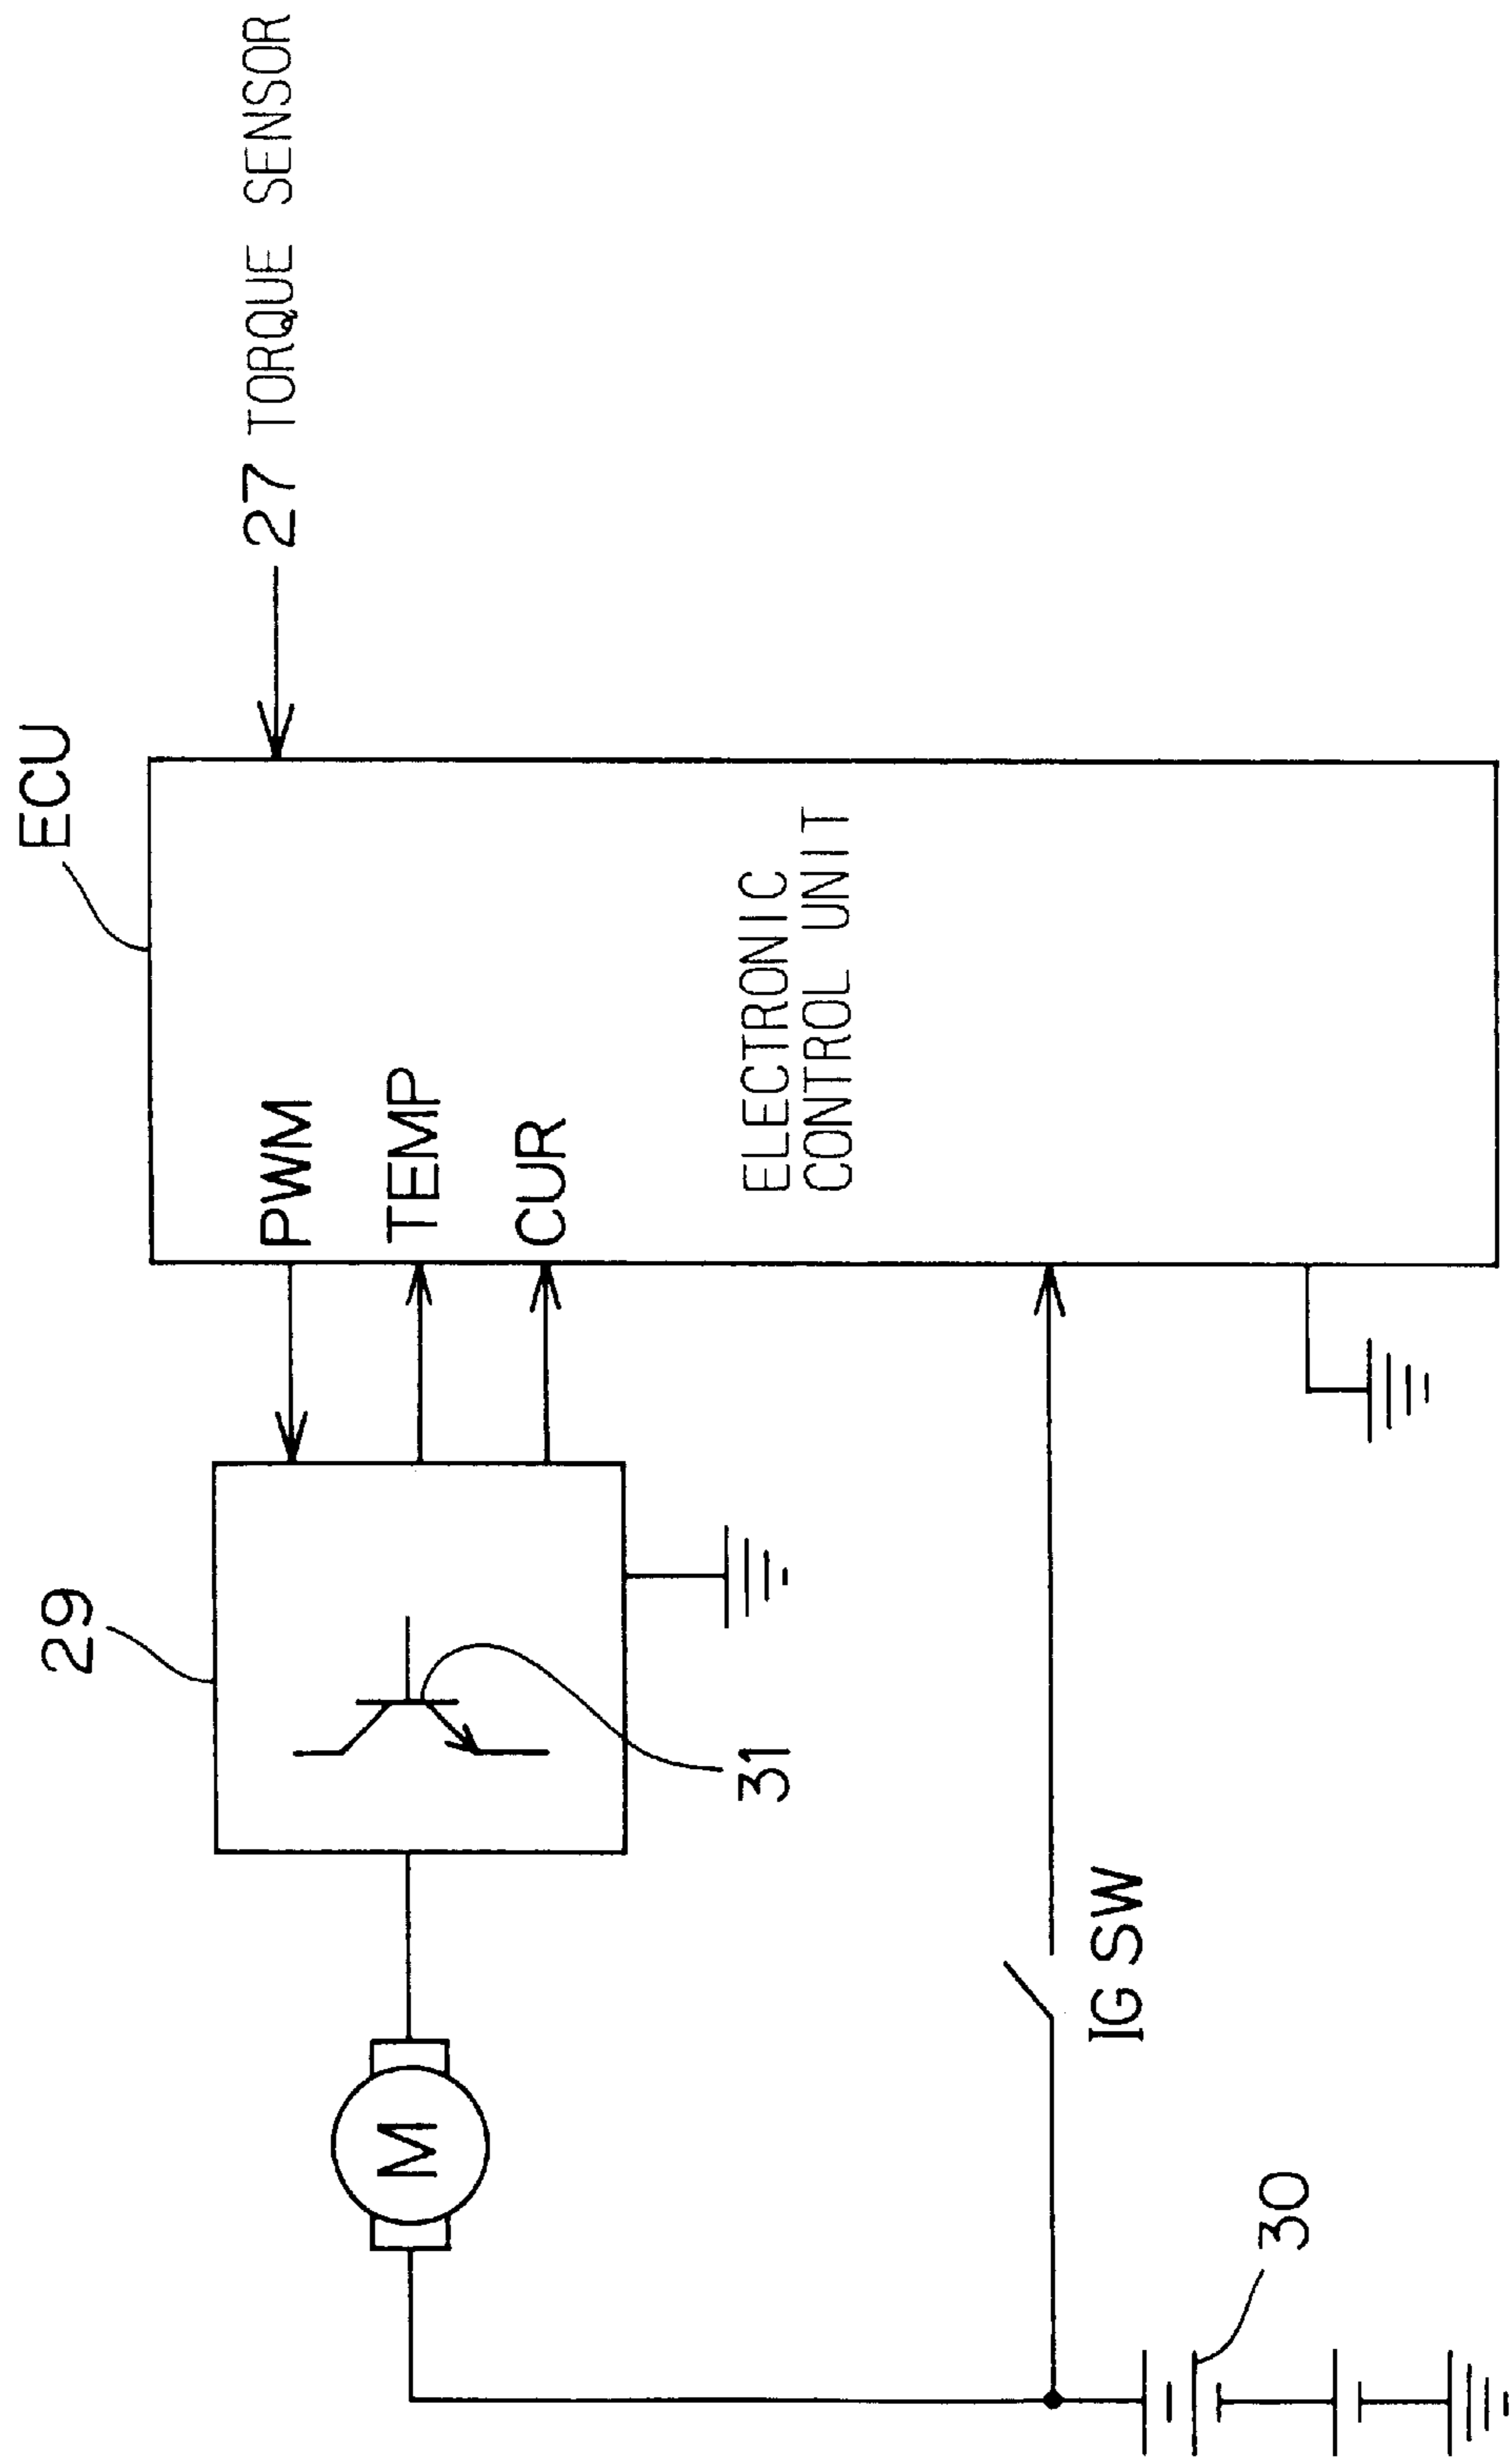 ECU
27 TORQUE SENSOR
PWM
TEMP
CUR
ELECTRONIC
CONTROL UNIT
29
31
M
IG SW
30